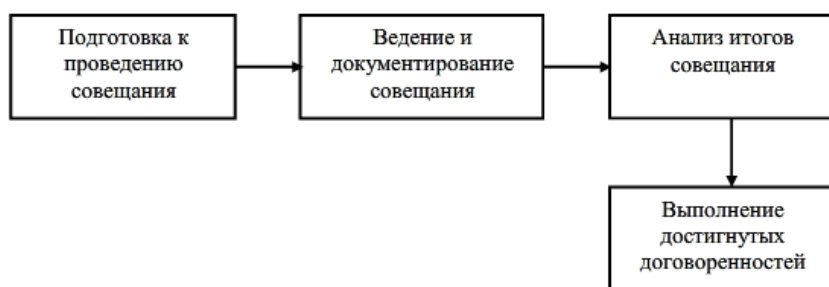 Подготовка к
проведению
совещания
Ведение и
документирование
совещания
Анализ итогов
совещания
Выполнение
достигнутых
договоренностей